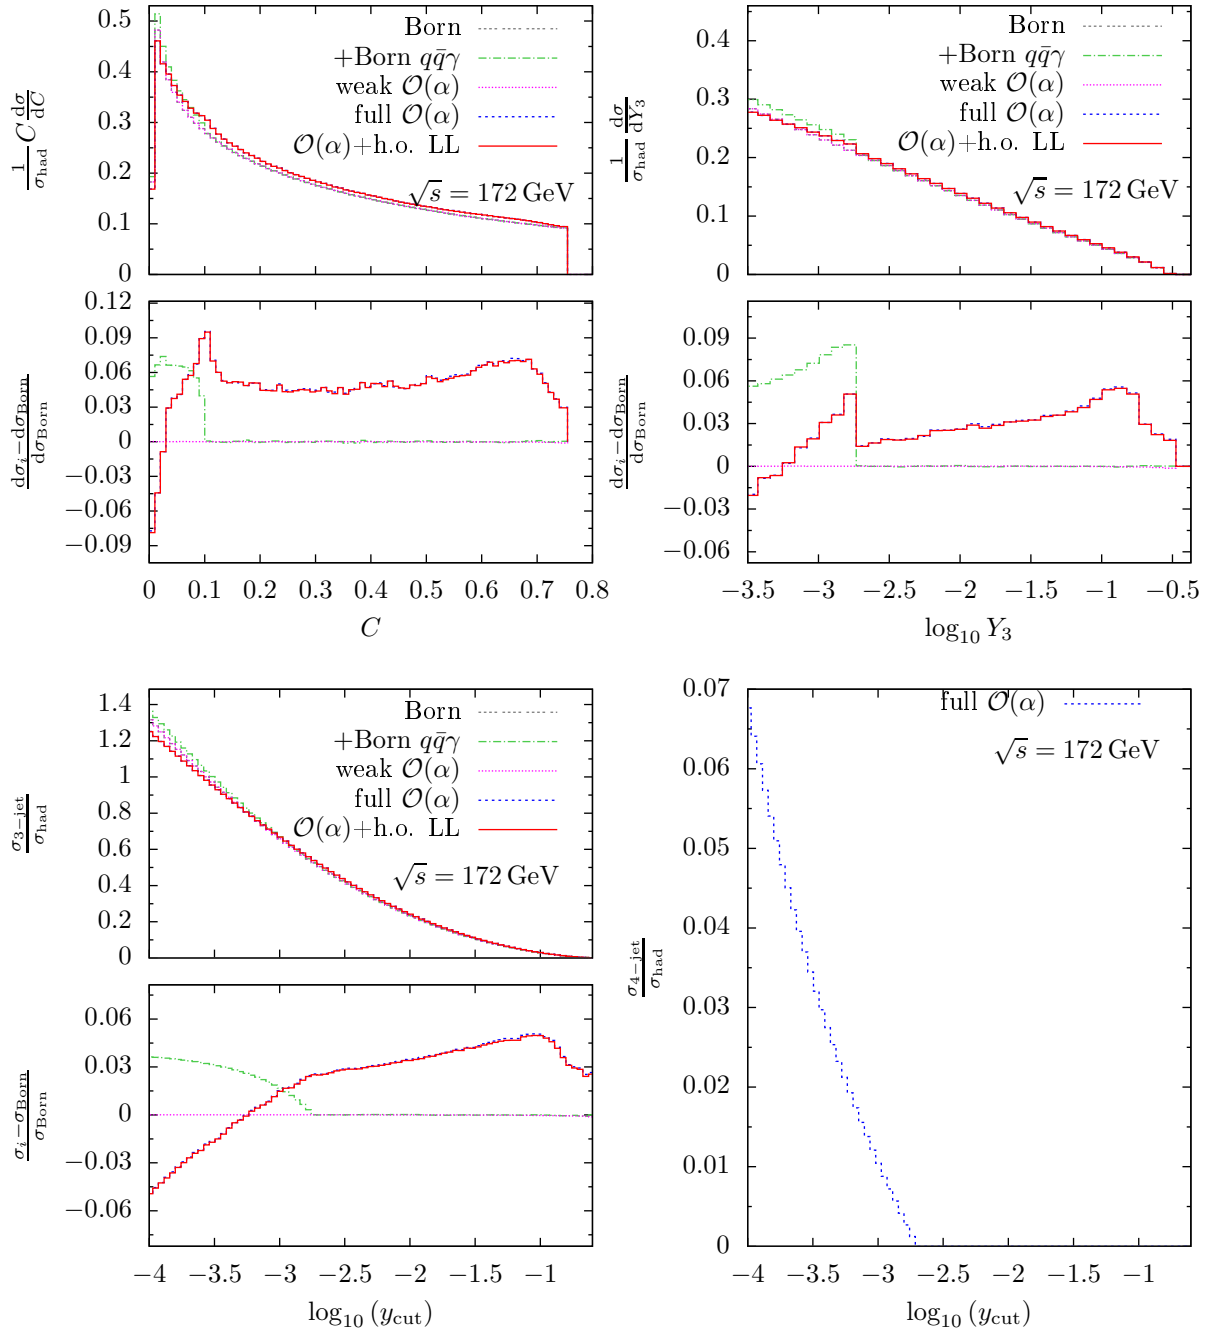 0.5
0.4
0.3
0.2
0.1
0
1/σ_had C dσ/dC
Born
+Born qq̄γ
weak 𝒪(α)
full 𝒪(α)
𝒪(α)+h.o. LL
√s = 172 GeV
0.12
0.09
0.06
0.03
0
−0.03
−0.06
−0.09
dσ_i−dσ_Born/dσ_Born
0 0.1 0.2 0.3 0.4 0.5 0.6 0.7 0.8
C
0.4
0.3
0.2
0.1
0
1/σ_had dσ/dY_3
Born
+Born qq̄γ
weak 𝒪(α)
full 𝒪(α)
𝒪(α)+h.o. LL
√s = 172 GeV
0.09
0.06
0.03
0
−0.03
−0.06
dσ_i−dσ_Born/dσ_Born
−3.5 −3 −2.5 −2 −1.5 −1 −0.5
log_10 Y_3
1.4
1.2
1
0.8
0.6
0.4
0.2
0
σ_3−jet/σ_had
Born
+Born qq̄γ
weak 𝒪(α)
full 𝒪(α)
𝒪(α)+h.o. LL
√s = 172 GeV
0.06
0.03
0
−0.03
−0.06
σ_i−σ_Born/σ_Born
−4 −3.5 −3 −2.5 −2 −1.5 −1
log_10 (y_cut)
0.07
0.06
0.05
0.04
0.03
0.02
0.01
0
σ_4−jet/σ_had
full 𝒪(α)
√s = 172 GeV
−4 −3.5 −3 −2.5 −2 −1.5 −1
log_10 (y_cut)